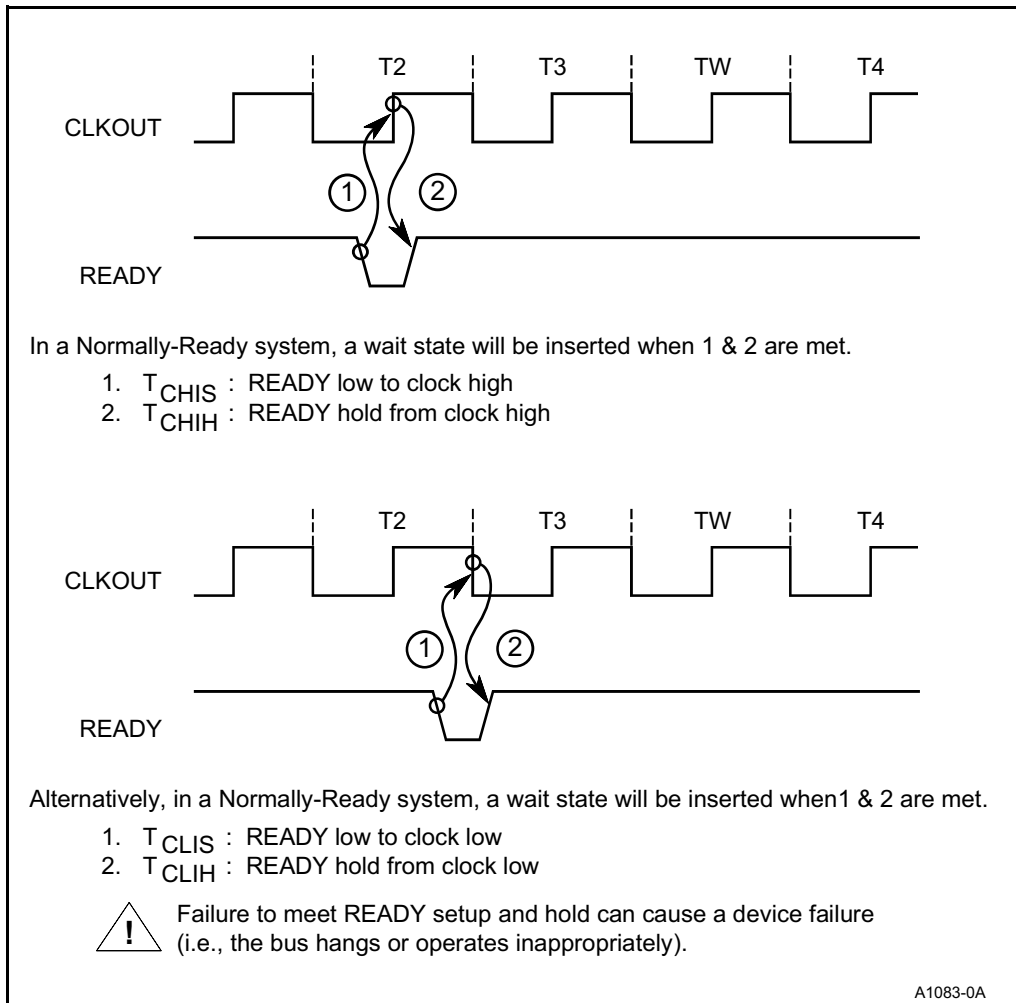 T2 T3 TW T4
CLKOUT
1 2
READY
In a Normally-Ready system, a wait state will be inserted when 1 & 2 are met.
1. TCHIS : READY low to clock high
2. TCHIH : READY hold from clock high
T2 T3 TW T4
CLKOUT
1 2
READY
Alternatively, in a Normally-Ready system, a wait state will be inserted when1 & 2 are met.
1. TCLIS : READY low to clock low
2. TCLIH : READY hold from clock low
! Failure to meet READY setup and hold can cause a device failure
(i.e., the bus hangs or operates inappropriately).
A1083-0A